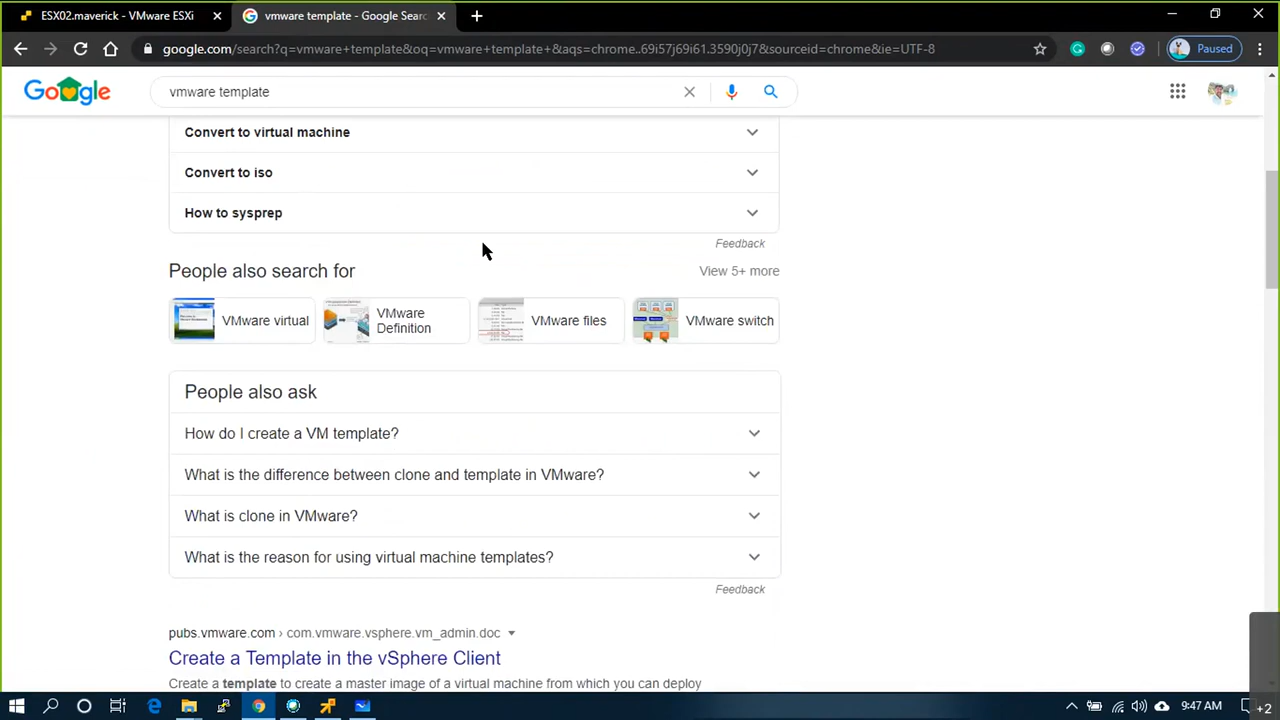 ESX02.maverick - VMware ESXi
vmware template - Google Searc
google.com/search?q=vmware+template&oq=vmware+template+&aqs=chrome..69i57j69i61.3590j0j7&sourceid=chrome&ie=UTF-8
Paused
Google
vmware template
Convert to virtual machine
Convert to iso
How to sysprep
Feedback
People also search for
View 5+ more
VMware virtual
VMware Definition
VMware files
VMware switch
People also ask
How do I create a VM template?
What is the difference between clone and template in VMware?
What is clone in VMware?
What is the reason for using virtual machine templates?
Feedback
pubs.vmware.com › com.vmware.vsphere.vm_admin.doc
Create a Template in the vSphere Client
Create a template to create a master image of a virtual machine from which you can deploy
9:47 AM
+2